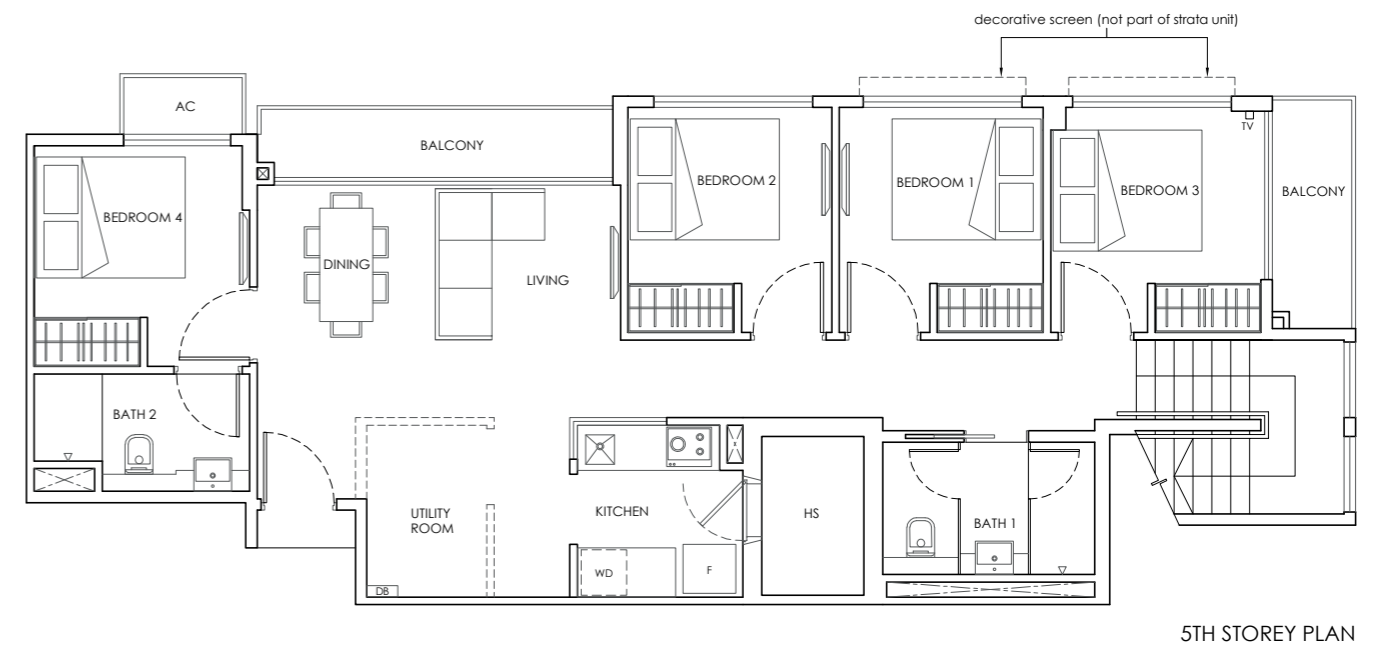 decorative screen (not part of strata unit)
AC
BALCONY
TV
BEDROOM 4
BEDROOM 2
BEDROOM 1
BEDROOM 3
BALCONY
DINING
LIVING
BATH 2
UTILITY
ROOM
KITCHEN
HS
BATH 1
WD
F
DB
5TH STOREY PLAN